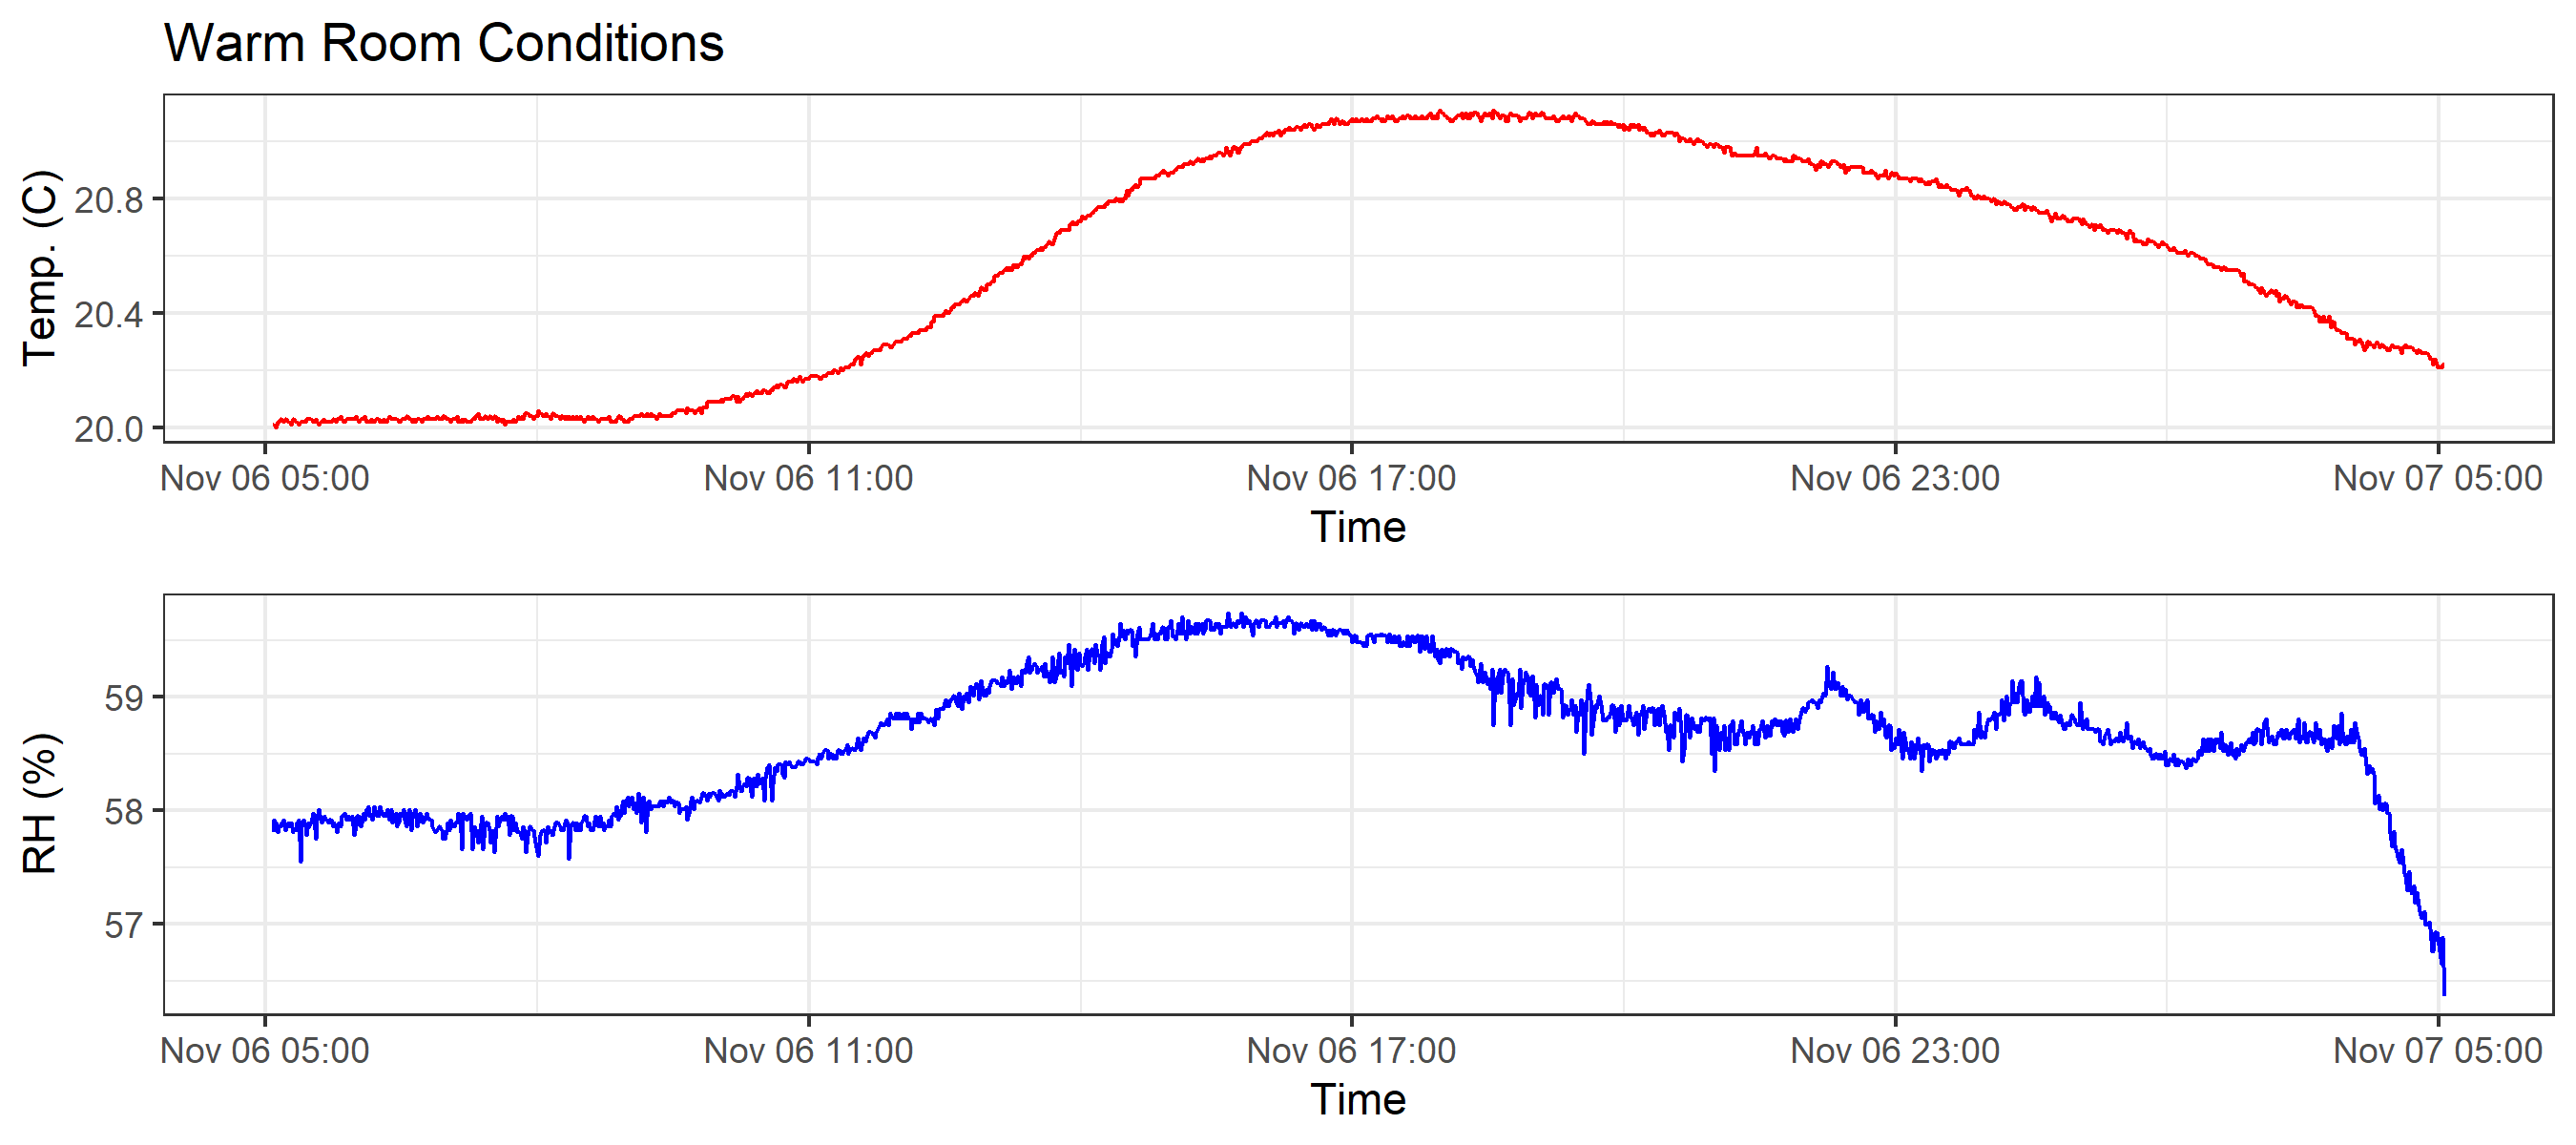 Warm Room Conditions
Temp. (C)
20.8
20.4
20.0
Nov 06 05:00 Nov 06 11:00 Nov 06 17:00 Nov 06 23:00 Nov 07 05:00
Time
RH (%)
59
58
57
Nov 06 05:00 Nov 06 11:00 Nov 06 17:00 Nov 06 23:00 Nov 07 05:00
Time